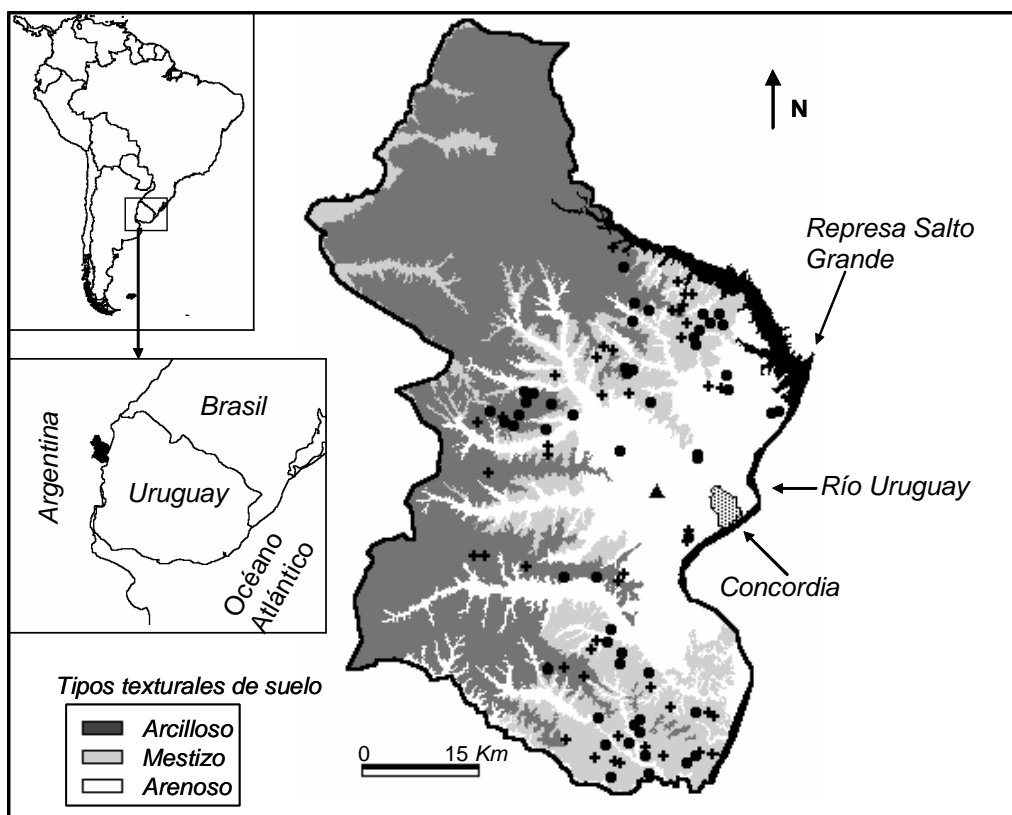 N
Represa Salto
Grande
Brasil
Argentina
Uruguay
Océano
Atlántico
Río Uruguay
Concordia
Tipos texturales de suelo
Arcilloso
Mestizo
Arenoso
0 15 Km